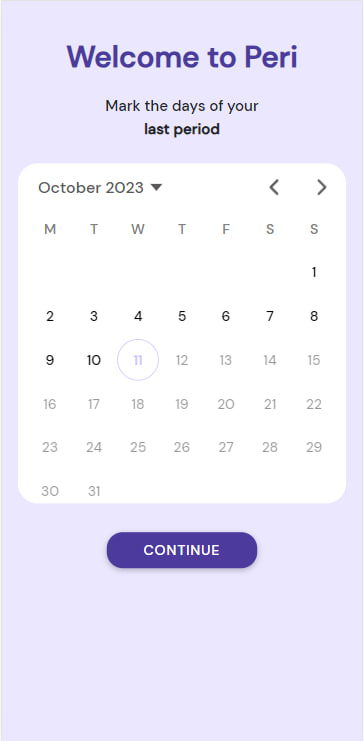 Welcome to Peri
Mark the days of your
last period
October 2023
M T W T F S S
1
2 3 4 5 6 7 8
9 10 11 12 13 14 15
16 17 18 19 20 21 22
23 24 25 26 27 28 29
30 31
CONTINUE